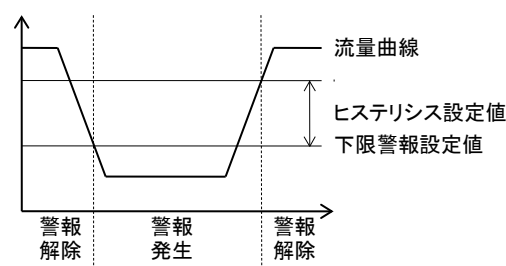 流量曲線
ヒステリシス設定値
下限警報設定値
警報
解除
警報
発生
警報
解除